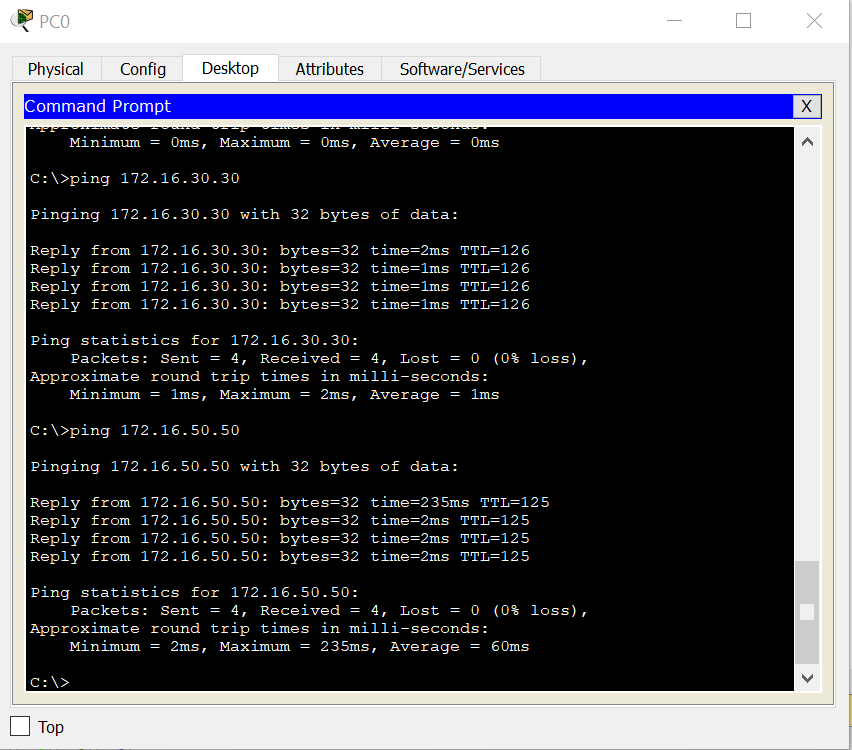 PC0
Physical Config Desktop Attributes Software/Services
Command Prompt X
Approximate round trip times in milli-seconds:
    Minimum = 0ms, Maximum = 0ms, Average = 0ms
C:\>ping 172.16.30.30
Pinging 172.16.30.30 with 32 bytes of data:
Reply from 172.16.30.30: bytes=32 time=2ms TTL=126
Reply from 172.16.30.30: bytes=32 time=1ms TTL=126
Reply from 172.16.30.30: bytes=32 time=1ms TTL=126
Reply from 172.16.30.30: bytes=32 time=1ms TTL=126
Ping statistics for 172.16.30.30:
    Packets: Sent = 4, Received = 4, Lost = 0 (0% loss),
Approximate round trip times in milli-seconds:
    Minimum = 1ms, Maximum = 2ms, Average = 1ms
C:\>ping 172.16.50.50
Pinging 172.16.50.50 with 32 bytes of data:
Reply from 172.16.50.50: bytes=32 time=235ms TTL=125
Reply from 172.16.50.50: bytes=32 time=2ms TTL=125
Reply from 172.16.50.50: bytes=32 time=2ms TTL=125
Reply from 172.16.50.50: bytes=32 time=2ms TTL=125
Ping statistics for 172.16.50.50:
    Packets: Sent = 4, Received = 4, Lost = 0 (0% loss),
Approximate round trip times in milli-seconds:
    Minimum = 2ms, Maximum = 235ms, Average = 60ms
C:\>
Top